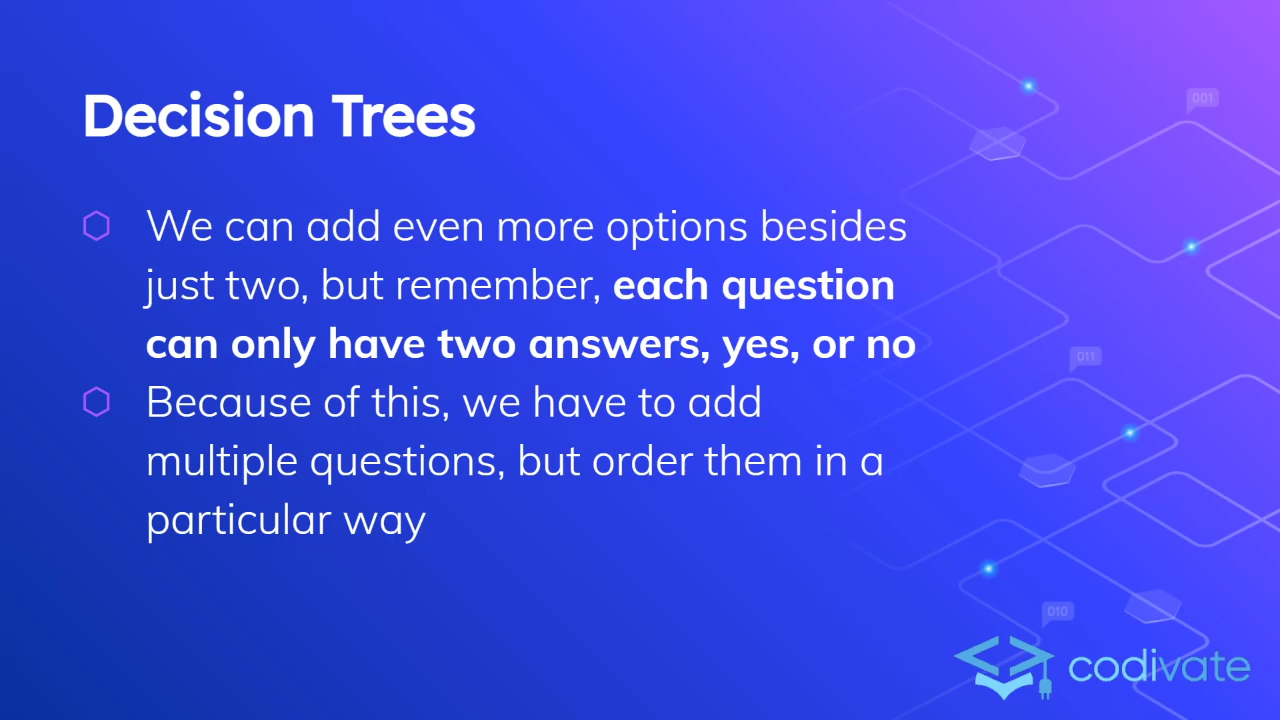 Decision Trees
We can add even more options besides
just two, but remember, each question
can only have two answers, yes, or no
Because of this, we have to add
multiple questions, but order them in a
particular way
001
011
010
codivate